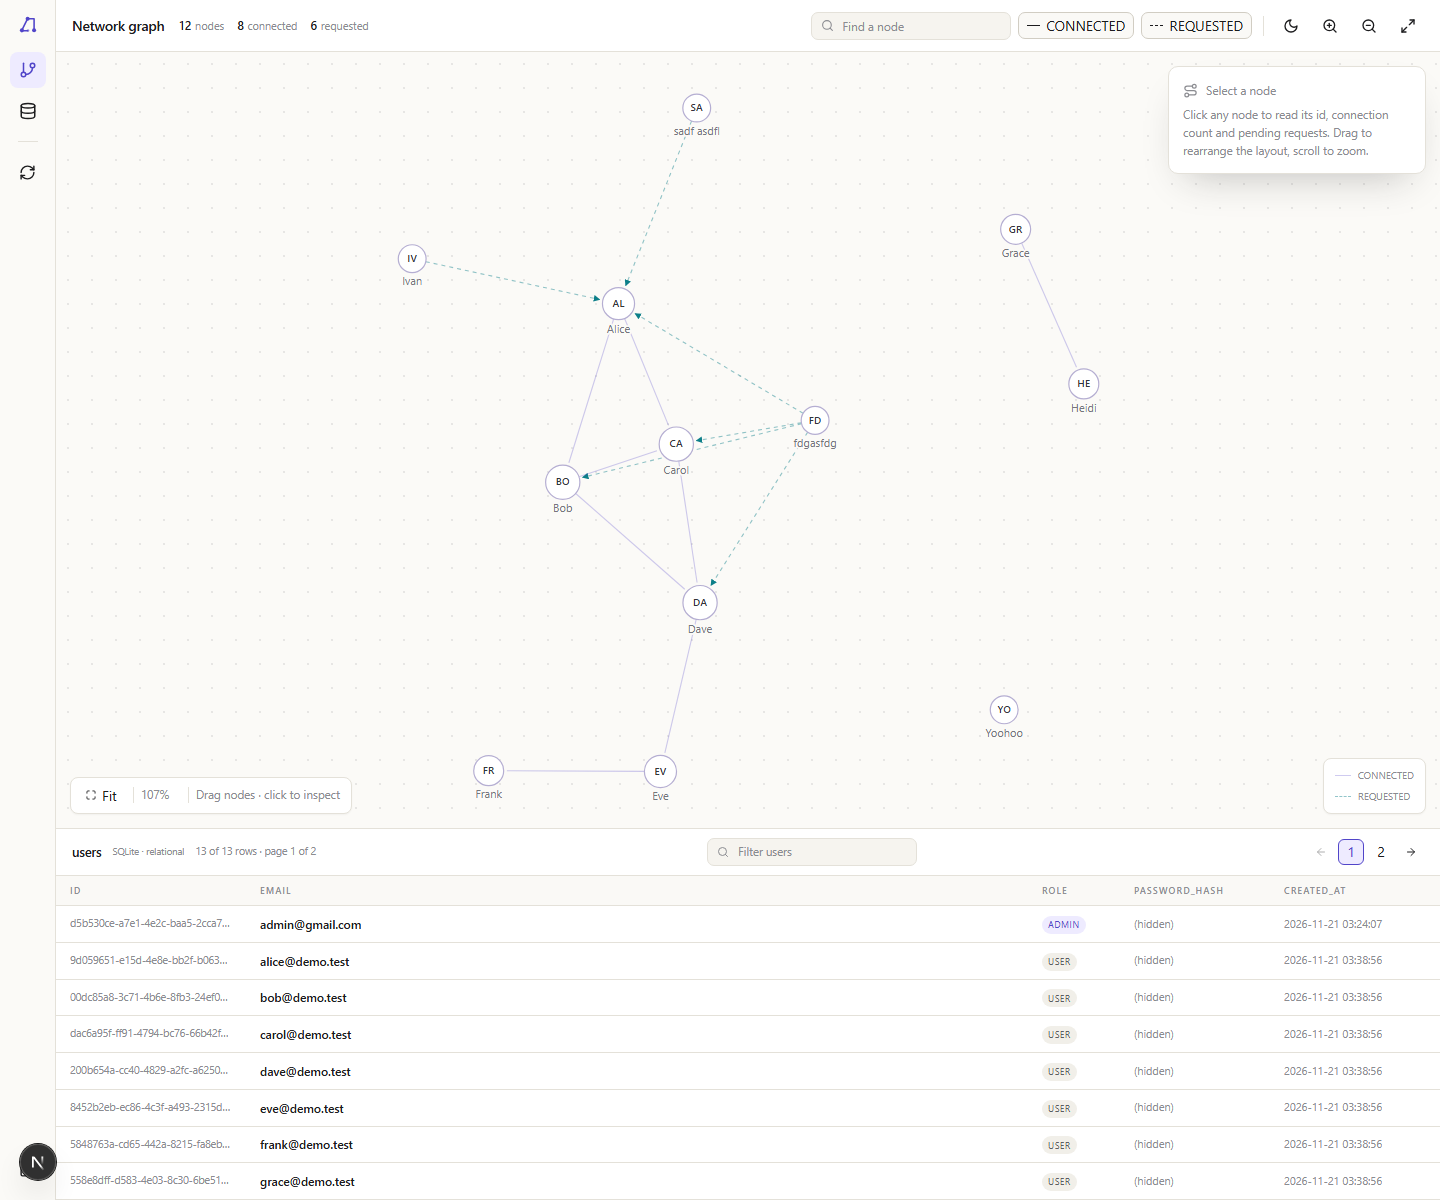 Network graph 12 nodes 8 connected 6 requested
Find a node
CONNECTED
REQUESTED
Select a node
Click any node to read its id, connection
count and pending requests. Drag to
rearrange the layout, scroll to zoom.
SA
sadf asdfl
GR
Grace
IV
Ivan
AL
Alice
HE
Heidi
FD
fdgasfdg
CA
Carol
BO
Bob
DA
Dave
YO
Yoohoo
FR
Frank
EV
Eve
Fit 107% Drag nodes · click to inspect
CONNECTED
REQUESTED
users SQLite · relational 13 of 13 rows · page 1 of 2
Filter users
1 2
ID EMAIL ROLE PASSWORD_HASH CREATED_AT
d5b530ce-a7e1-4e2c-baa5-2cca7... admin@gmail.com ADMIN (hidden) 2026-11-21 03:24:07
9d059651-e15d-4e8e-bb2f-b063... alice@demo.test USER (hidden) 2026-11-21 03:38:56
00dc85a8-3c71-4b6e-8fb3-24ef0... bob@demo.test USER (hidden) 2026-11-21 03:38:56
dac6a95f-ff91-4794-bc76-66b42f... carol@demo.test USER (hidden) 2026-11-21 03:38:56
200b654a-cc40-4829-a2fc-a6250... dave@demo.test USER (hidden) 2026-11-21 03:38:56
8452b2eb-ec86-4c3f-a493-2315d... eve@demo.test USER (hidden) 2026-11-21 03:38:56
5848763a-cd65-442a-8215-fa8eb... frank@demo.test USER (hidden) 2026-11-21 03:38:56
558e8dff-d583-4e03-8c30-6be51... grace@demo.test USER (hidden) 2026-11-21 03:38:56
N